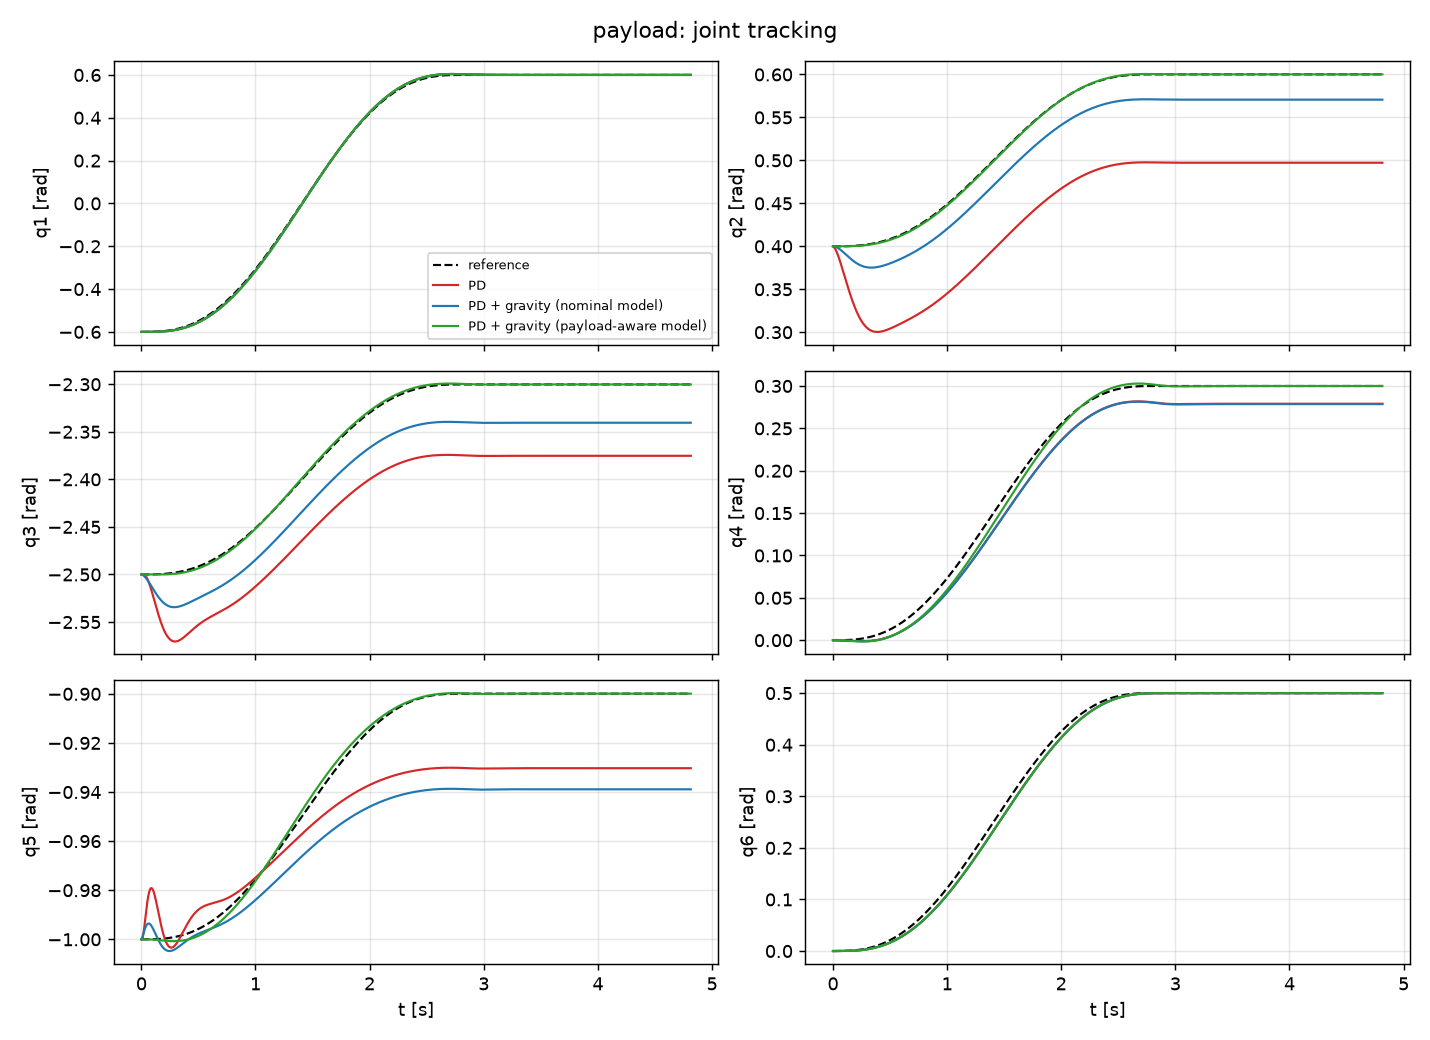 payload: joint tracking
0.6
0.4
0.2
0.0
−0.2
−0.4
−0.6
q1 [rad]
reference
PD
PD + gravity (nominal model)
PD + gravity (payload-aware model)
0.60
0.55
0.50
0.45
0.40
0.35
0.30
q2 [rad]
−2.30
−2.35
−2.40
−2.45
−2.50
−2.55
q3 [rad]
0.30
0.25
0.20
0.15
0.10
0.05
0.00
q4 [rad]
−0.90
−0.92
−0.94
−0.96
−0.98
−1.00
q5 [rad]
0 1 2 3 4 5
t [s]
0.5
0.4
0.3
0.2
0.1
0.0
q6 [rad]
0 1 2 3 4 5
t [s]